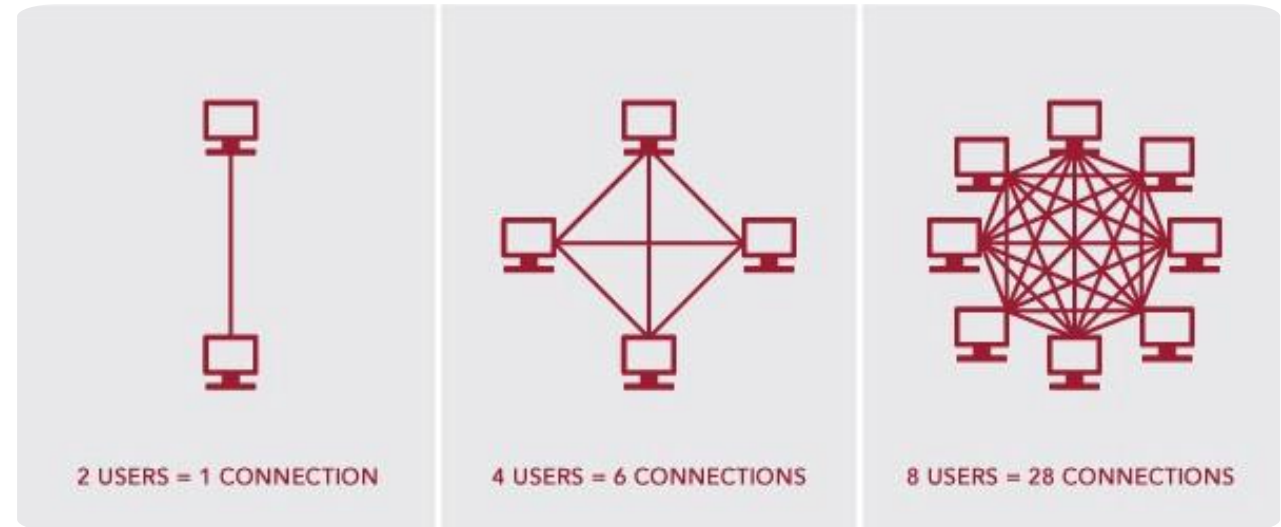 2 USERS = 1 CONNECTION
4 USERS = 6 CONNECTIONS
8 USERS = 28 CONNECTIONS